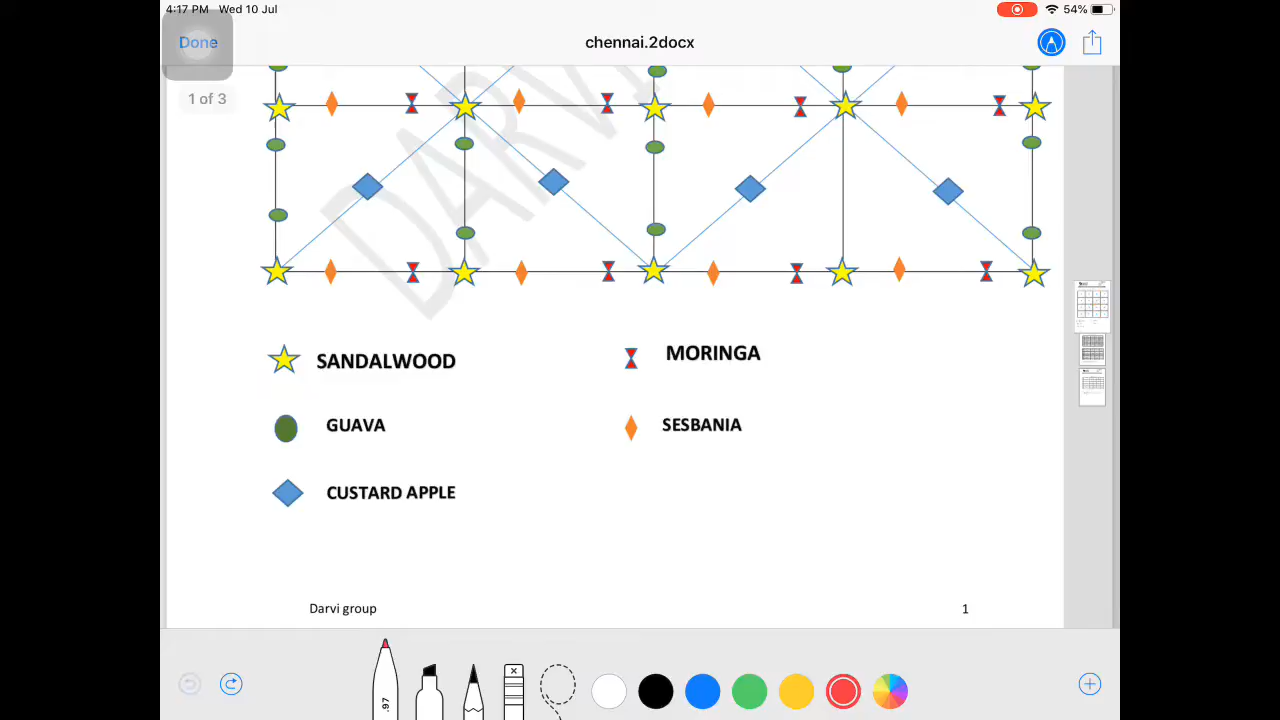 4:17 PM Wed 10 Jul
54%
Done
chennai.2docx
1 of 3
DARVI
SANDALWOOD
MORINGA
GUAVA
SESBANIA
CUSTARD APPLE
Darvi group
1
.97